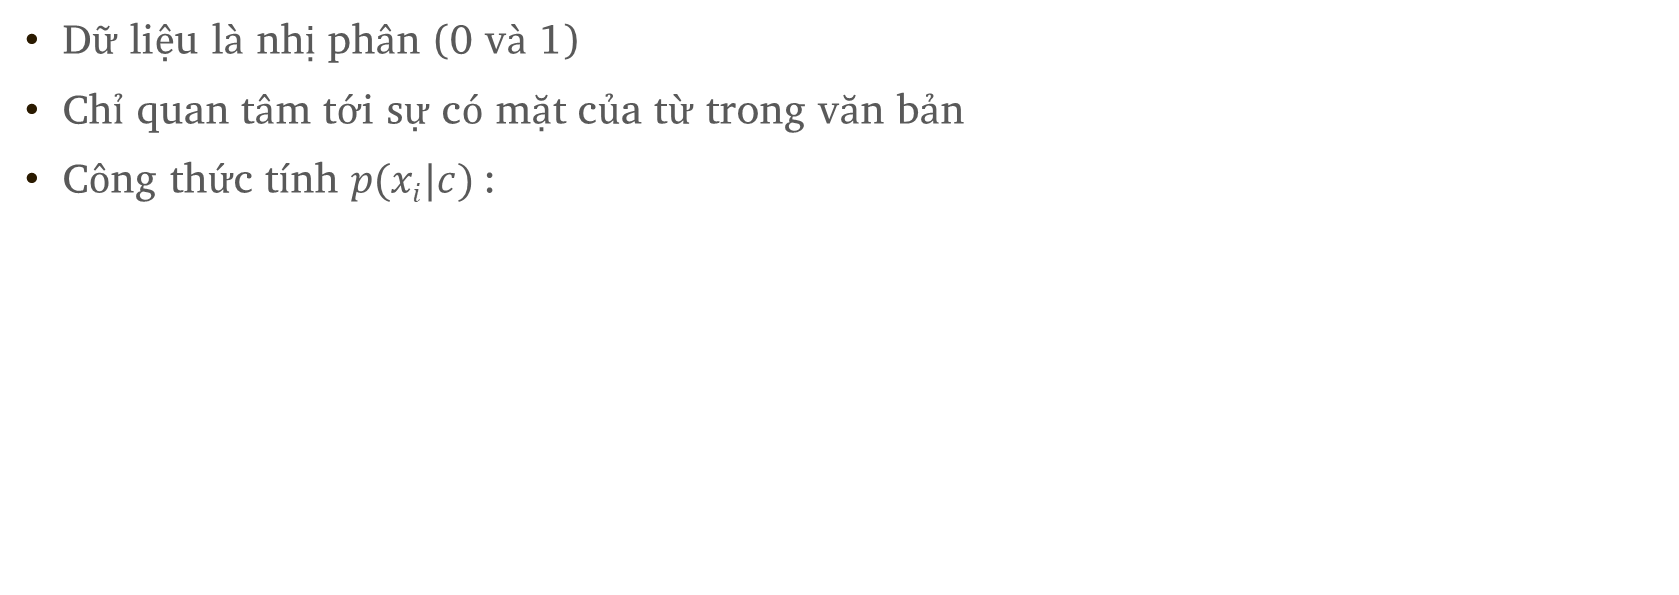 • Dữ liệu là nhị phân (0 và 1)
• Chỉ quan tâm tới sự có mặt của từ trong văn bản
• Công thức tính p(xᵢ|c) :